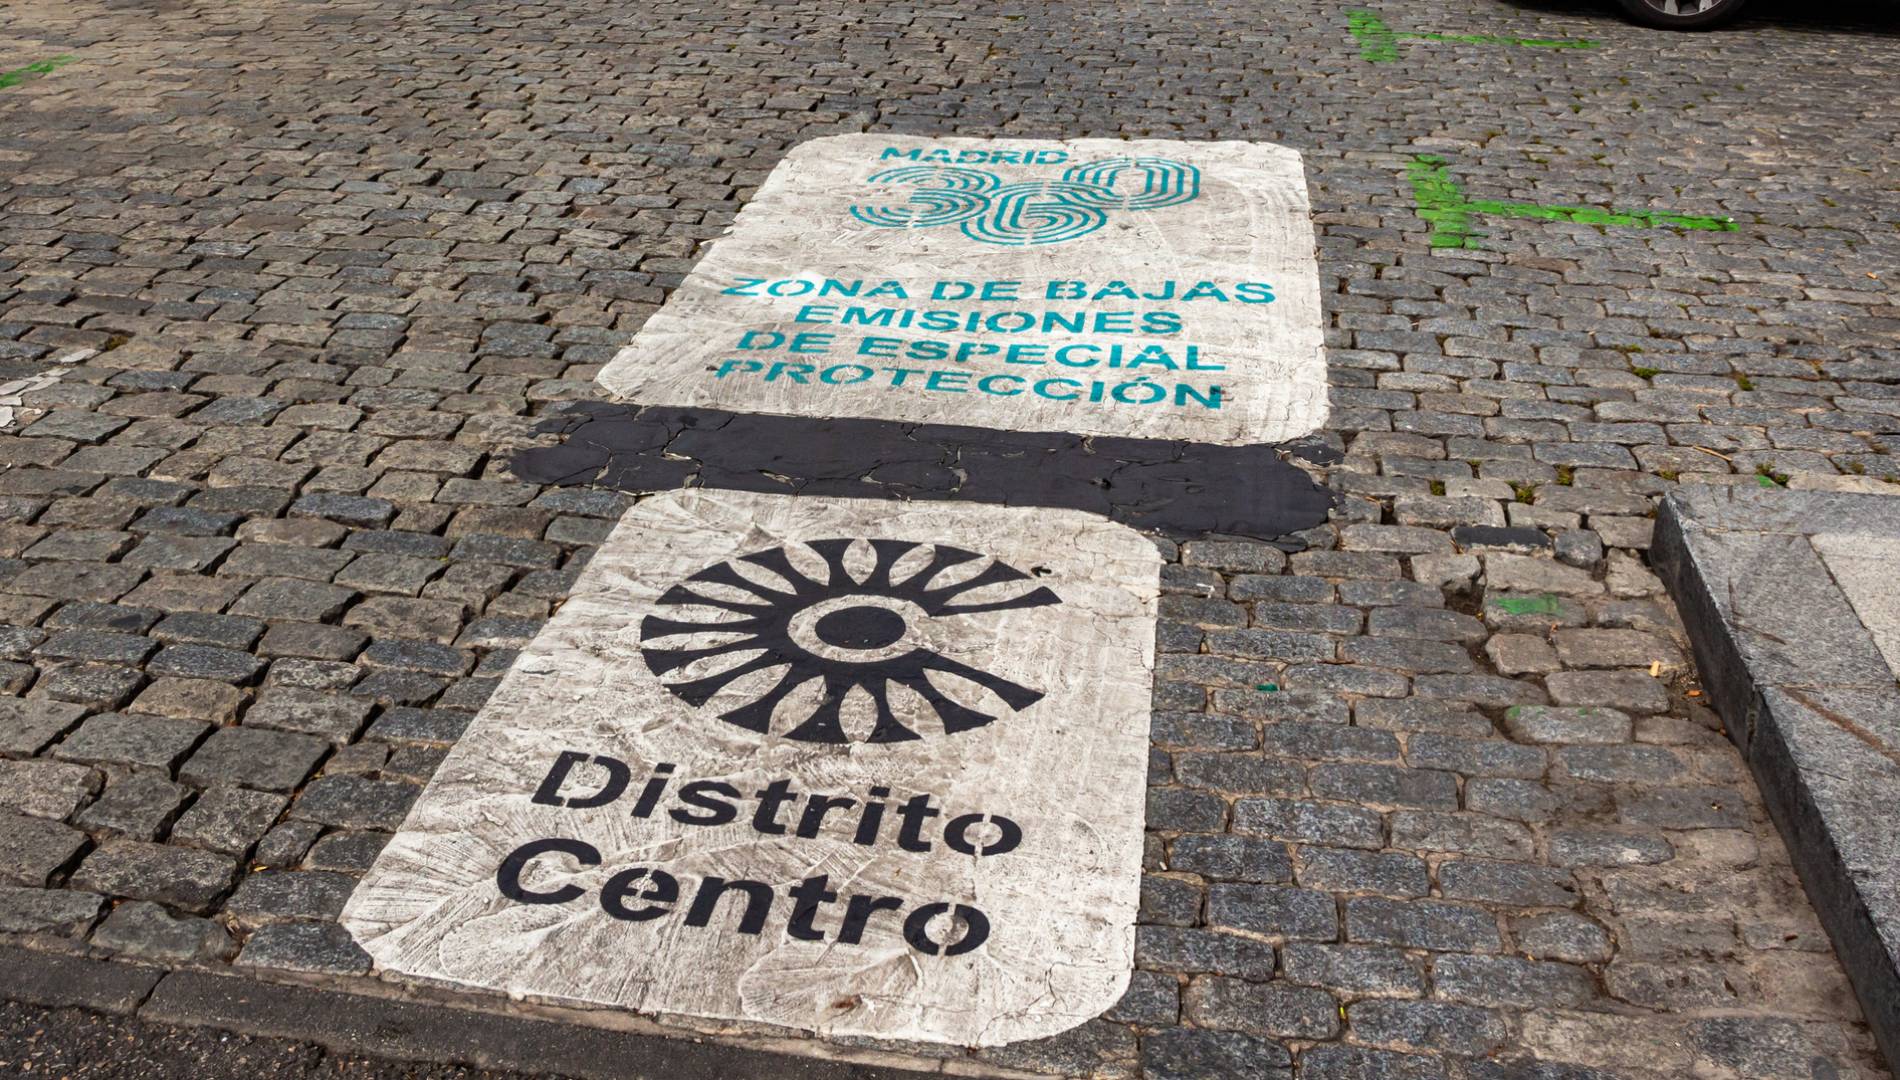 MADRID
360
ZONA DE BAJAS
EMISIONES
DE ESPECIAL
PROTECCIÓN
Distrito
Centro